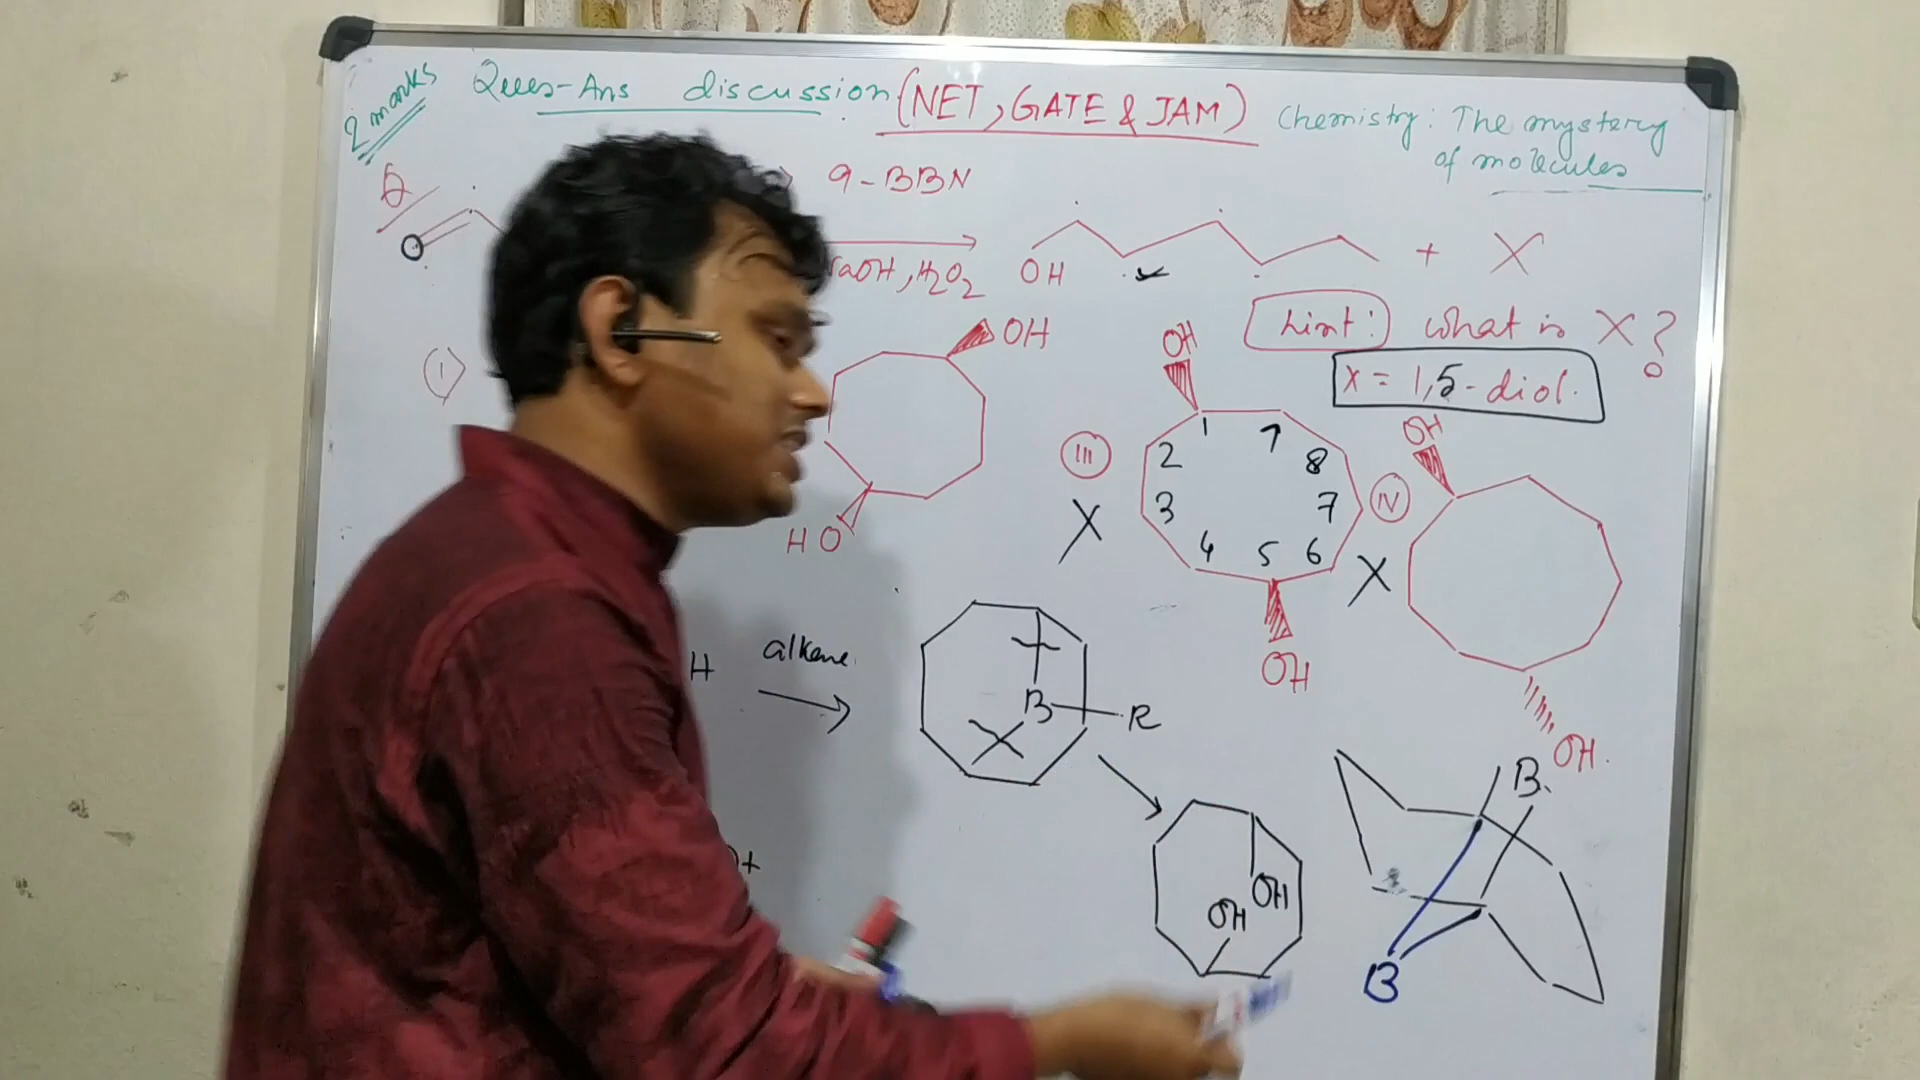 2 marks
Ques-Ans discussion (NET, GATE & JAM)
Chemistry: The mystery
of molecules
Q
9-BBN
NaOH, H2O2
OH
+ X
Hint: what is X?
X = 1,5-diol.
I
OH
HO
III
X
OH
1
2
3
4
5
6
7
8
7
OH
IV
X
OH
OH.
H
alkene
B
R
OH
OH
B
B